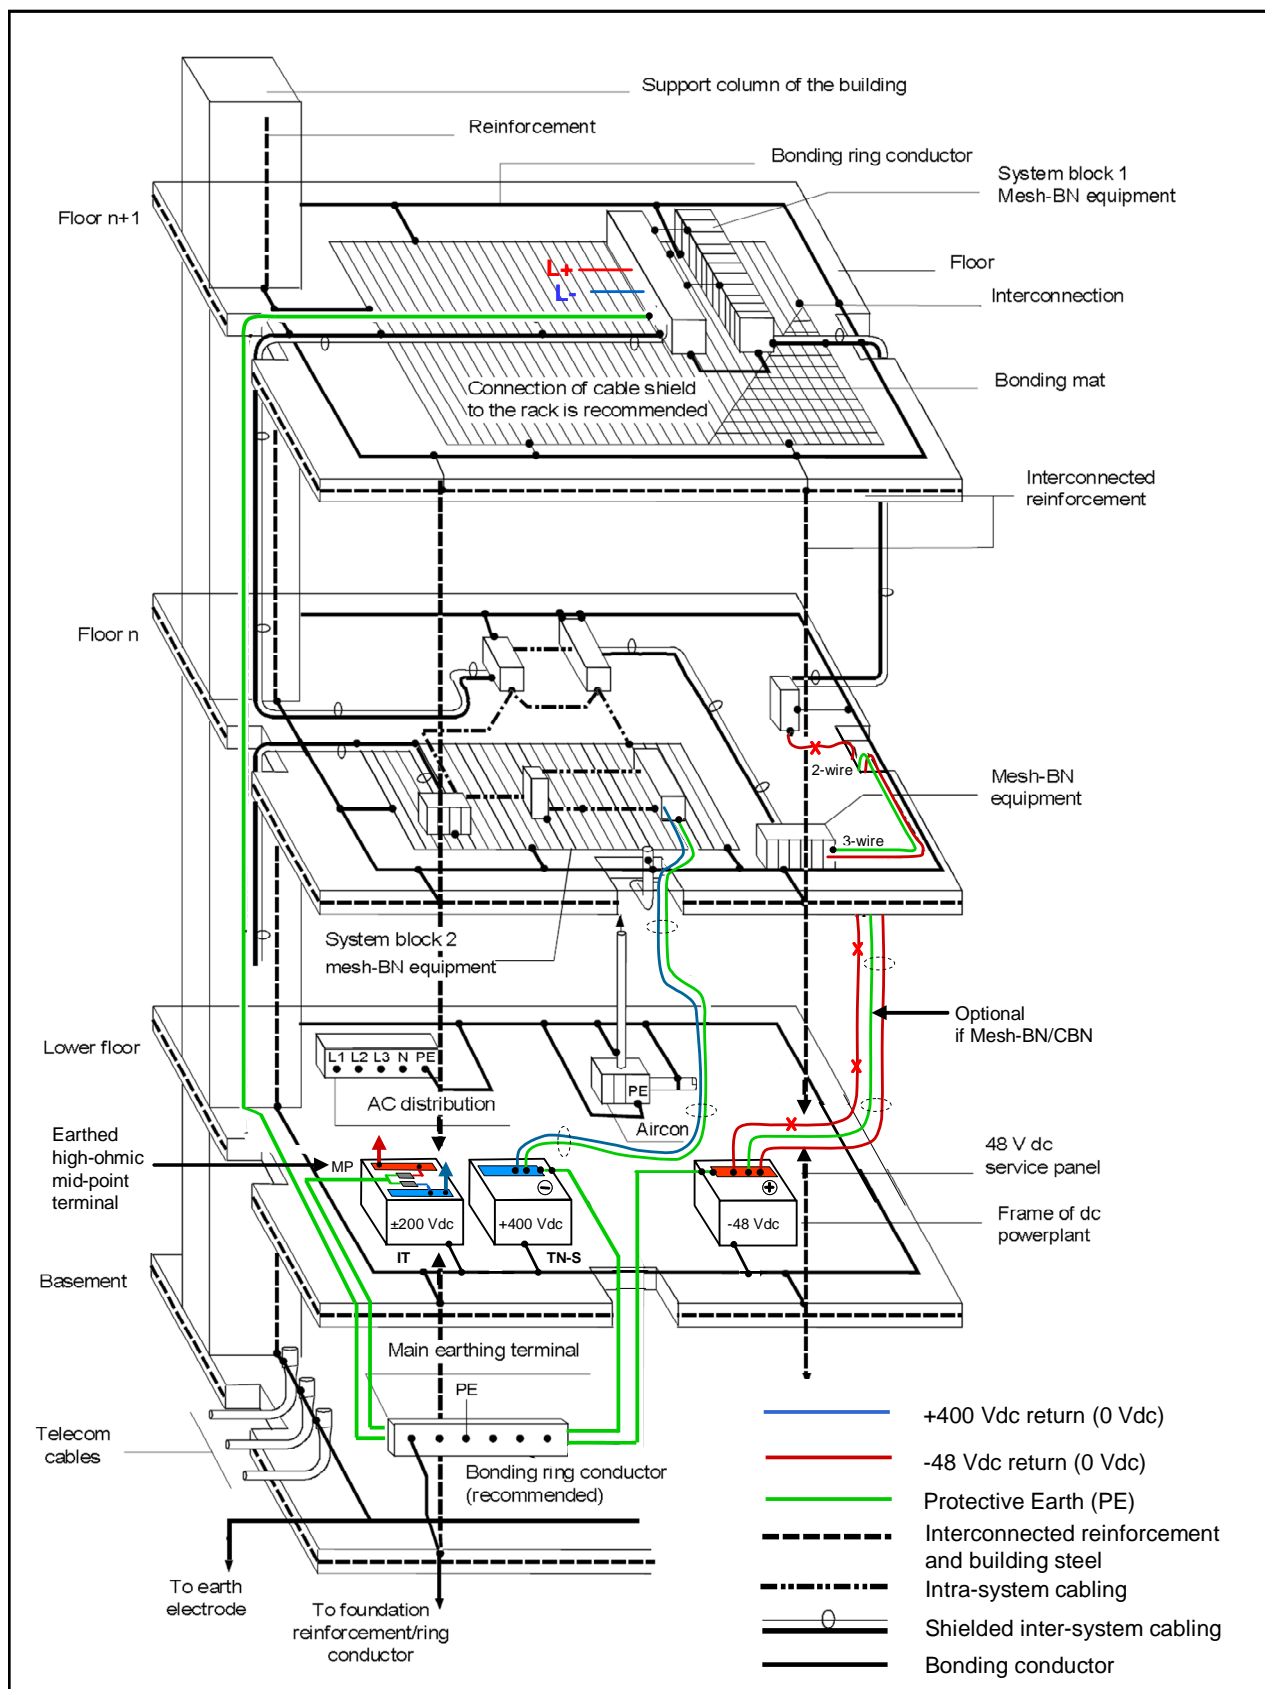 Support column of the building
Reinforcement
Bonding ring conductor
System block 1
Mesh-BN equipment
Floor n+1
Floor
L+
L-
Interconnection
Connection of cable shield
to the rack is recommended
Bonding mat
Interconnected
reinforcement
Floor n
2-wire
Mesh-BN
equipment
3-wire
System block 2
mesh-BN equipment
Optional
if Mesh-BN/CBN
Lower floor
L1 L2 L3 N PE
PE
AC distribution
Aircon
Earthed
high-ohmic
mid-point
terminal
MP
48 V dc
service panel
±200 Vdc
+400 Vdc
-48 Vdc
Frame of dc
powerplant
IT
TN-S
Basement
Main earthing terminal
PE
Telecom
cables
Bonding ring conductor
(recommended)
To earth
electrode
To foundation
reinforcement/ring
conductor
+400 Vdc return (0 Vdc)
-48 Vdc return (0 Vdc)
Protective Earth (PE)
Interconnected reinforcement
and building steel
Intra-system cabling
Shielded inter-system cabling
Bonding conductor